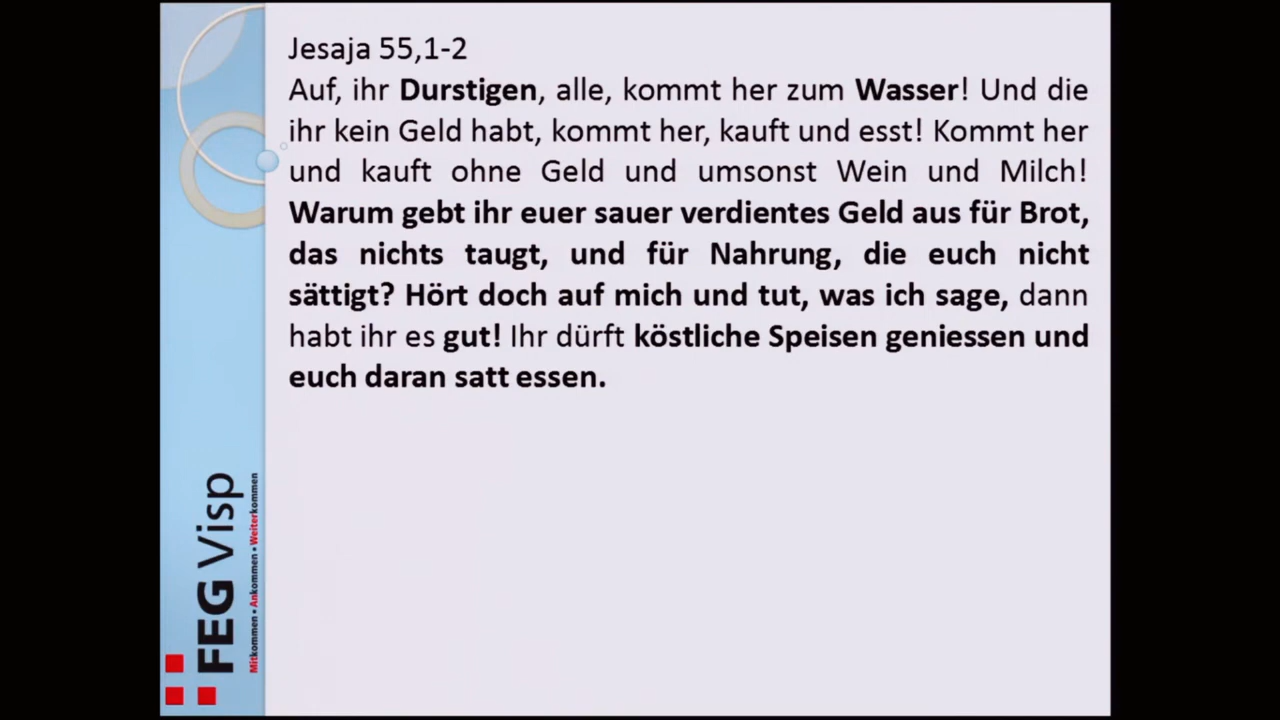 Jesaja 55,1-2
Auf, ihr Durstigen, alle, kommt her zum Wasser! Und die
ihr kein Geld habt, kommt her, kauft und esst! Kommt her
und kauft ohne Geld und umsonst Wein und Milch!
Warum gebt ihr euer sauer verdientes Geld aus für Brot,
das nichts taugt, und für Nahrung, die euch nicht
sättigt? Hört doch auf mich und tut, was ich sage, dann
habt ihr es gut! Ihr dürft köstliche Speisen geniessen und
euch daran satt essen.
FEG Visp
Mitkommen • Ankommen • Weiterkommen